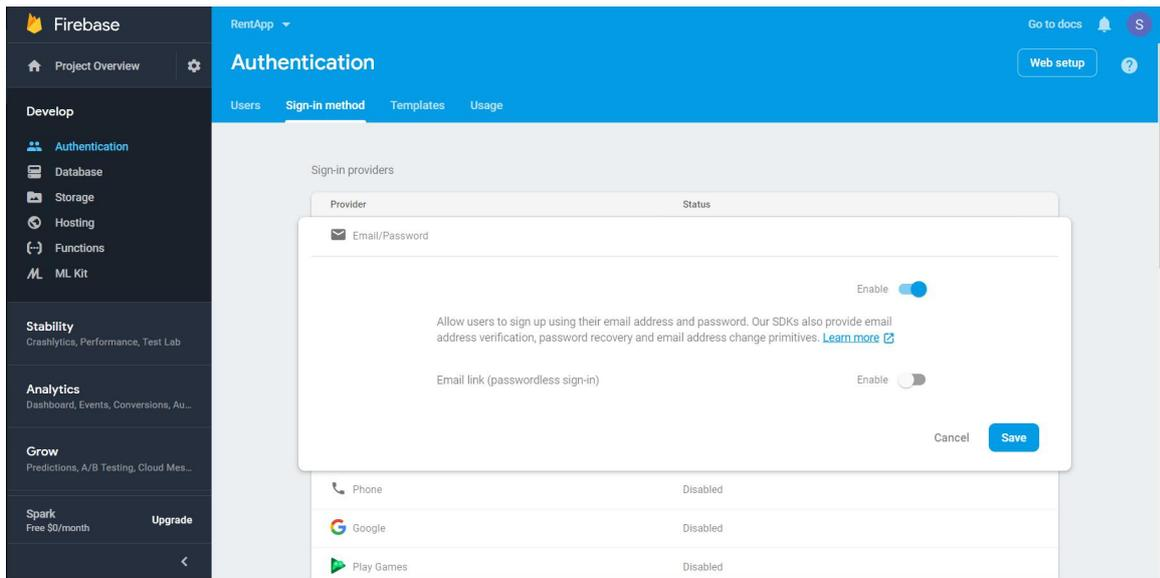 Firebase
Project Overview
Develop
Authentication
Database
Storage
Hosting
Functions
ML Kit
Stability
Crashlytics, Performance, Test Lab
Analytics
Dashboard, Events, Conversions, Au...
Grow
Predictions, A/B Testing, Cloud Mes...
Spark
Free $0/month
Upgrade
RentApp
Go to docs
S
Authentication
Web setup
?
Users Sign-in method Templates Usage
Sign-in providers
Provider Status
Email/Password
Enable
Allow users to sign up using their email address and password. Our SDKs also provide email
address verification, password recovery and email address change primitives. Learn more
Email link (passwordless sign-in) Enable
Cancel Save
Phone Disabled
Google Disabled
Play Games Disabled